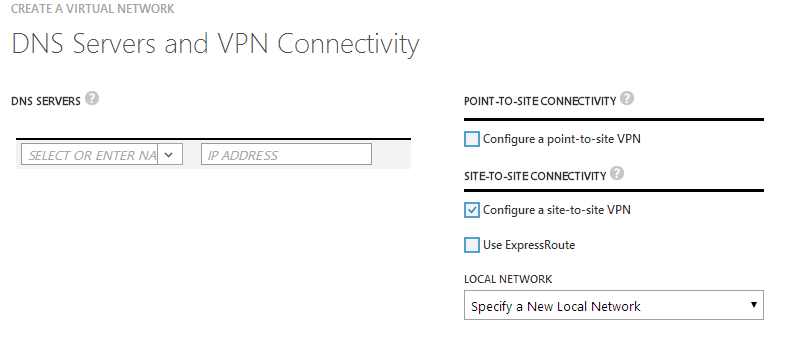 CREATE A VIRTUAL NETWORK
DNS Servers and VPN Connectivity
DNS SERVERS ?
SELECT OR ENTER NA
IP ADDRESS
POINT-TO-SITE CONNECTIVITY ?
Configure a point-to-site VPN
SITE-TO-SITE CONNECTIVITY ?
Configure a site-to-site VPN
Use ExpressRoute
LOCAL NETWORK
Specify a New Local Network